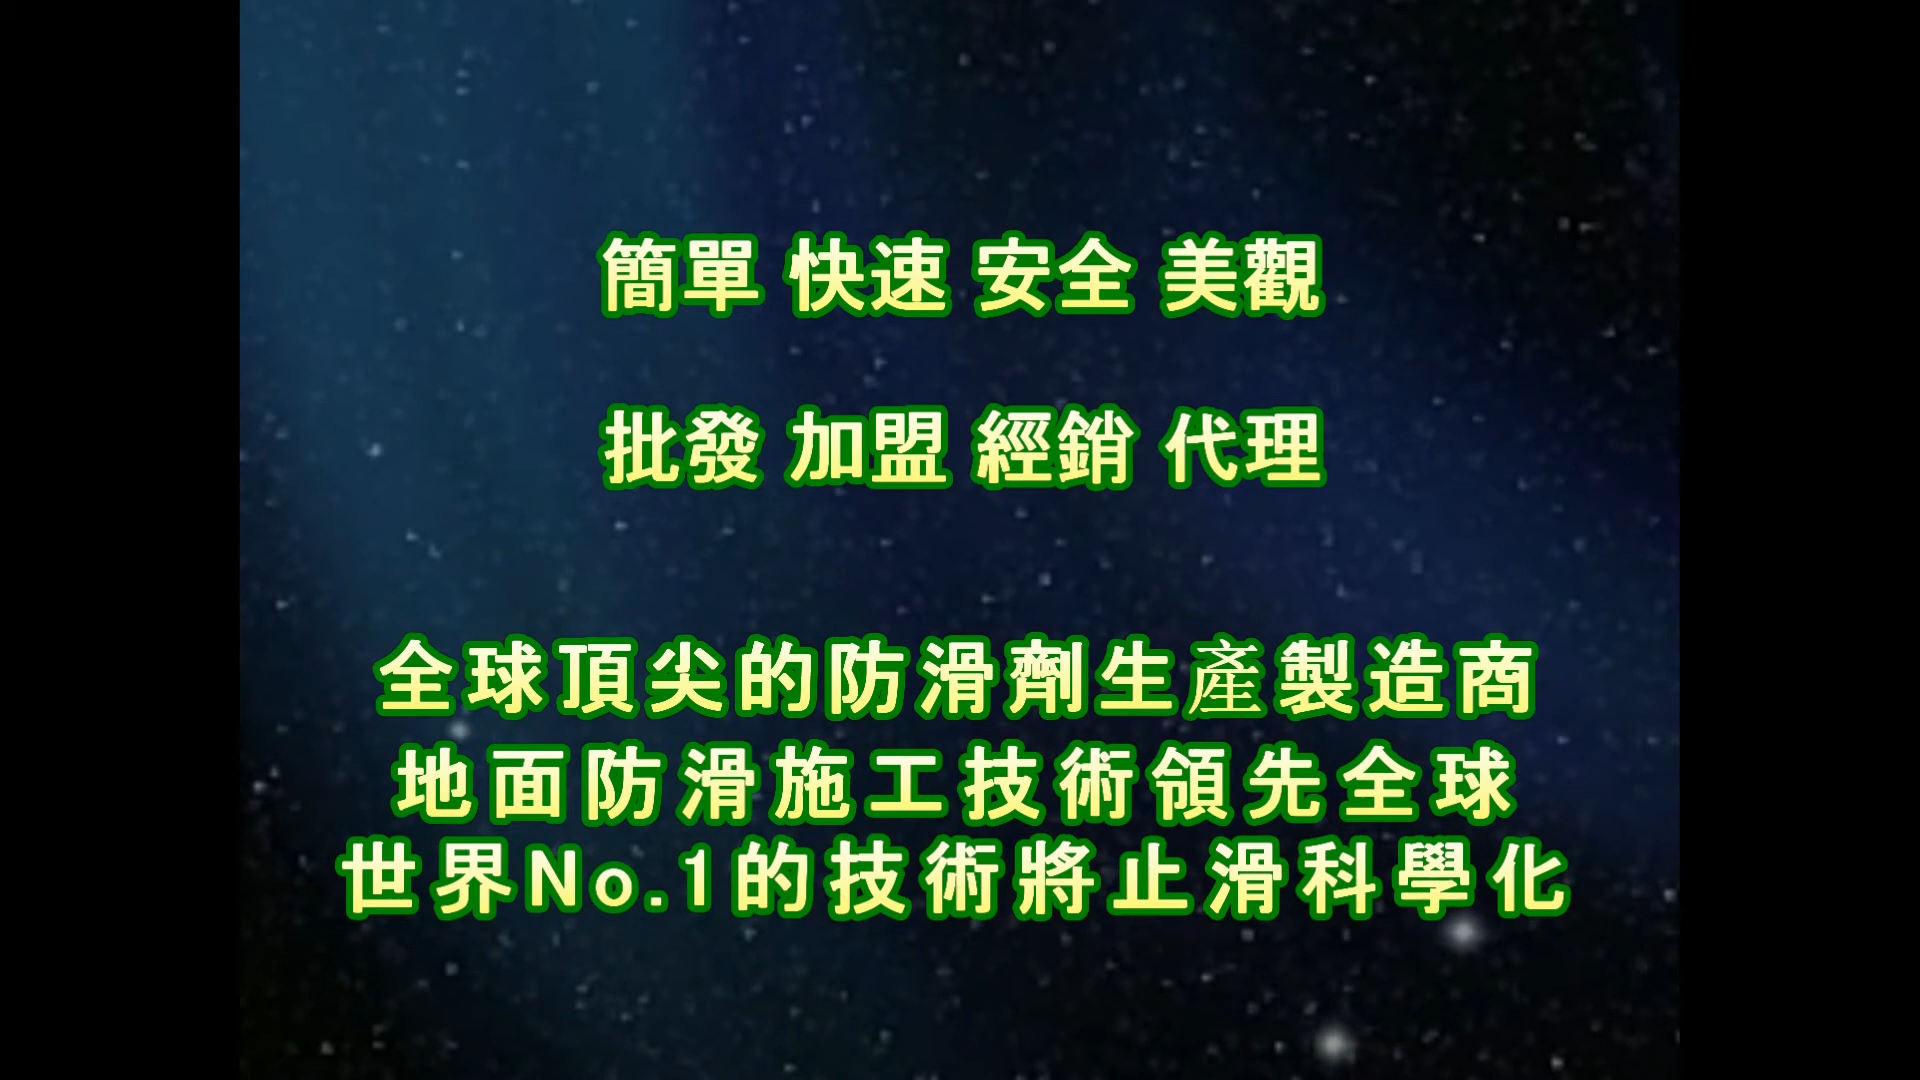 簡單 快速 安全 美觀
批發 加盟 經銷 代理
全球頂尖的防滑劑生產製造商
地面防滑施工技術領先全球
世界No.1的技術將止滑科學化